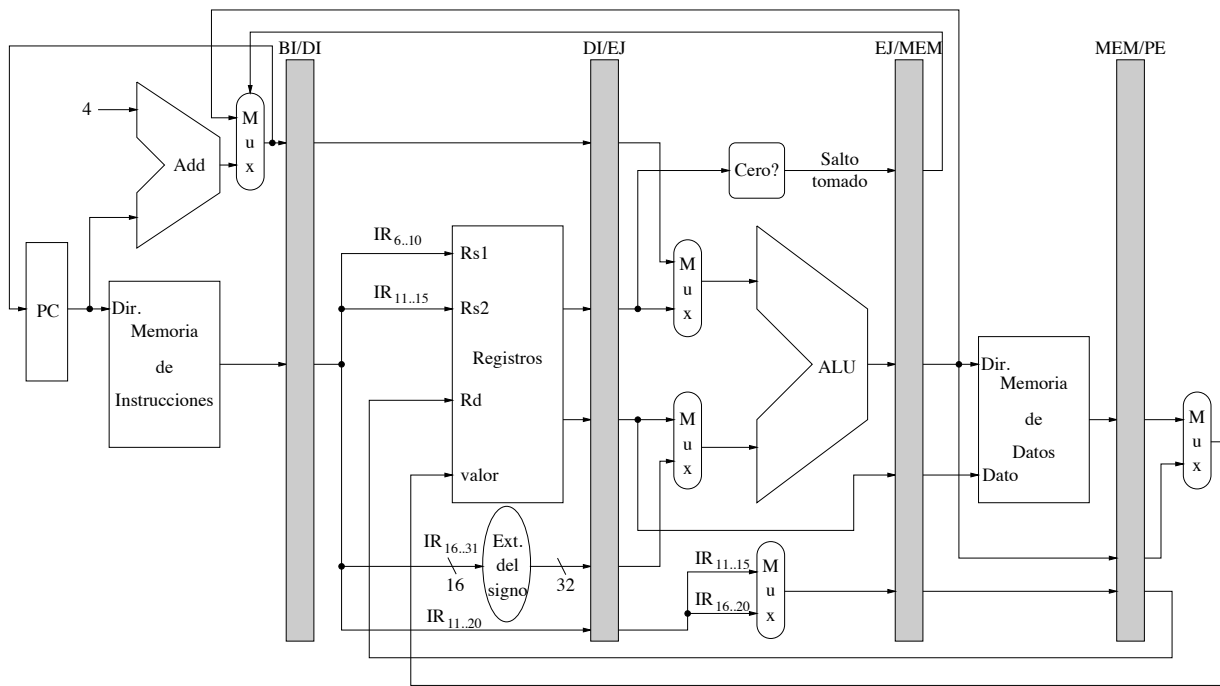 BI/DI
DI/EJ
EJ/MEM
MEM/PE
4
Add
M
u
x
Cero?
Salto
tomado
PC
Dir.
Memoria
de
Instrucciones
IR6..10
Rs1
IR11..15
Rs2
Registros
Rd
valor
IR16..31
16
Ext.
del
signo
32
IR11..20
M
u
x
M
u
x
ALU
IR11..15
IR16..20
M
u
x
Dir.
Memoria
de
Datos
Dato
M
u
x